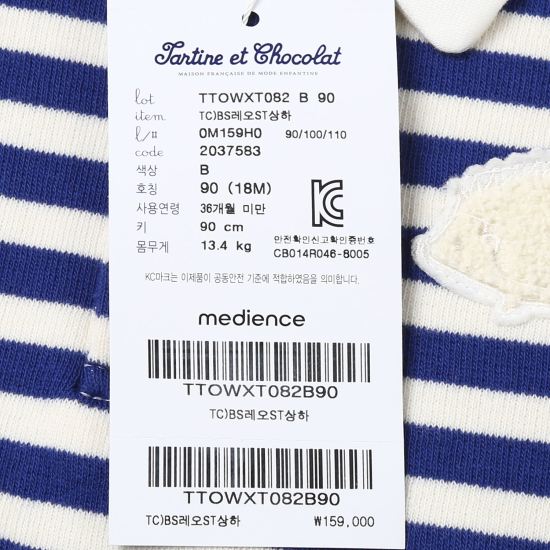 Tartine et Chocolat
MAISON FRANÇAISE DE MODE ENFANTINE
lot TTOWXT082 B 90
item TC)BS레오ST상하
l/II 0M159H0 90/100/110
code 2037583
색상 B
호칭 90 (18M)
사용연령 36개월 미만
키 90 cm
몸무게 13.4 kg
안전확인신고확인증번호
CB014R046-8005
KC마크는 이제품이 공동안전 기준에 적합하였음을 의미합니다.
medience
TTOWXT082B90
TC)BS레오ST상하
TTOWXT082B90
TC)BS레오ST상하 ₩159,000